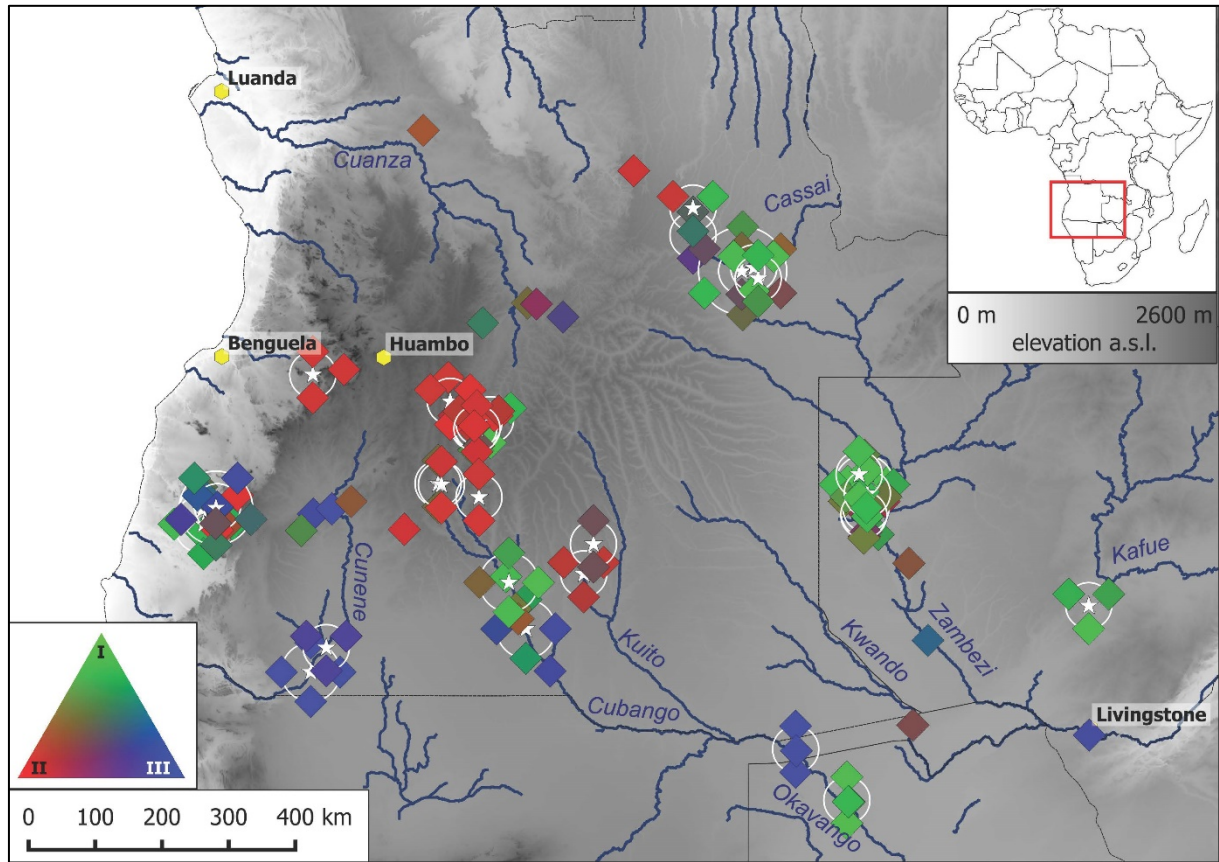 Luanda
Cuanza
Cassai
0 m 2600 m
elevation a.s.l.
Benguela
Huambo
Cunene
Kafue
Zambezi
Kwando
Kuito
Cubango
Livingstone
Okavango
I
II
III
0 100 200 300 400 km